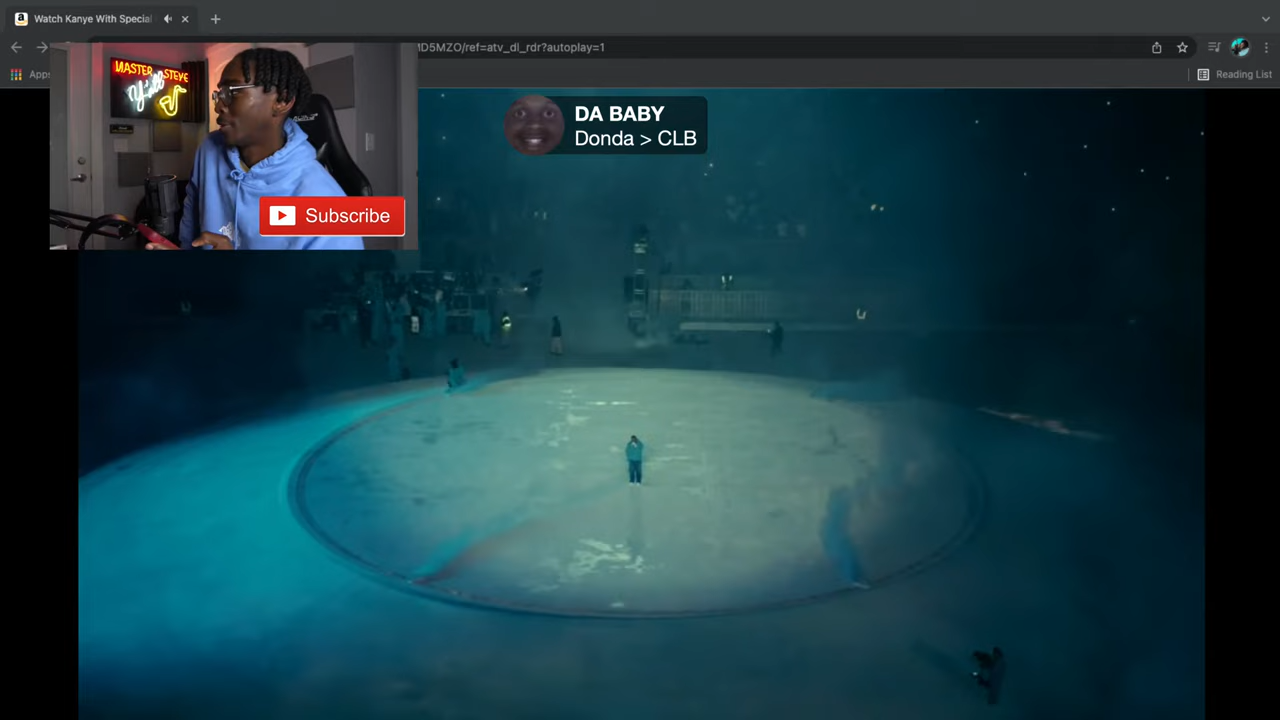 Watch Kanye With Special
MD5MZO/ref=atv_dl_rdr?autoplay=1
Apps
Reading List
MASTER STEVE
Y'all
DA BABY
Donda > CLB
Subscribe